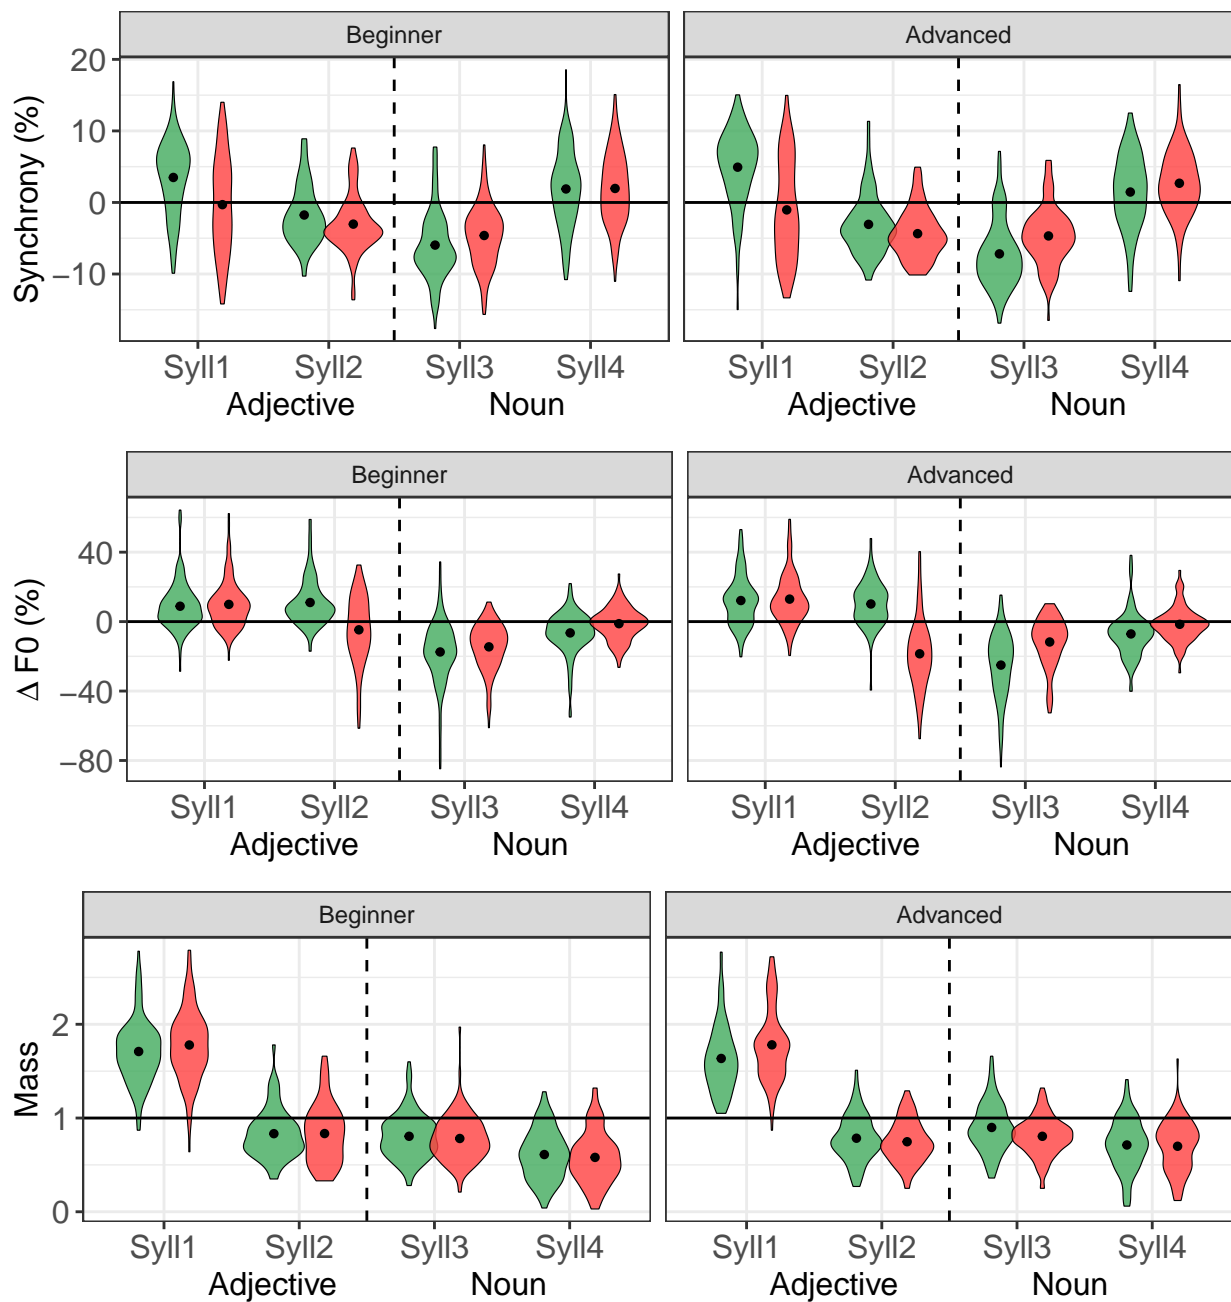 Beginner Advanced
Synchrony (%)
20
10
0
−10
Syll1 Syll2 Syll3 Syll4 Syll1 Syll2 Syll3 Syll4
Adjective Noun Adjective Noun
Beginner Advanced
Δ F0 (%)
40
0
−40
−80
Syll1 Syll2 Syll3 Syll4 Syll1 Syll2 Syll3 Syll4
Adjective Noun Adjective Noun
Beginner Advanced
Mass
2
1
0
Syll1 Syll2 Syll3 Syll4 Syll1 Syll2 Syll3 Syll4
Adjective Noun Adjective Noun